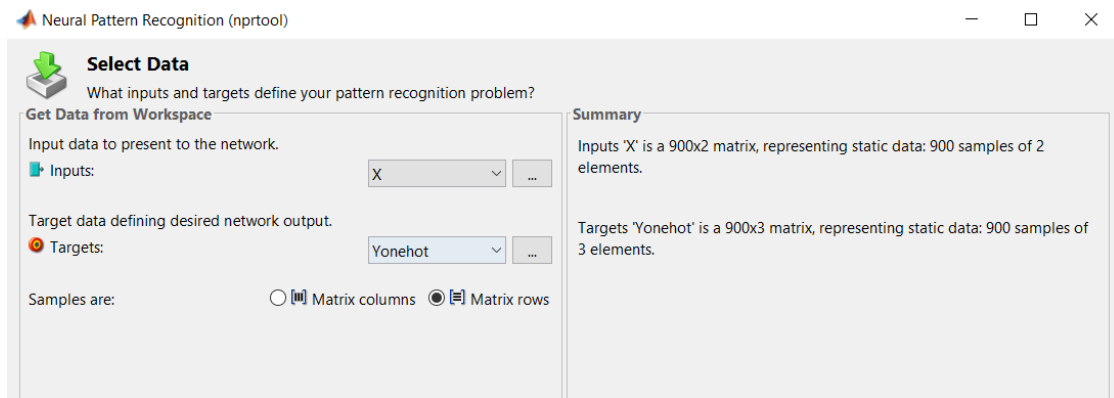 Neural Pattern Recognition (nprtool)
Select Data
What inputs and targets define your pattern recognition problem?
Get Data from Workspace
Input data to present to the network.
Inputs:
X
...
Target data defining desired network output.
Targets:
Yonehot
...
Samples are:
Matrix columns
Matrix rows
Summary
Inputs 'X' is a 900x2 matrix, representing static data: 900 samples of 2
elements.
Targets 'Yonehot' is a 900x3 matrix, representing static data: 900 samples of
3 elements.